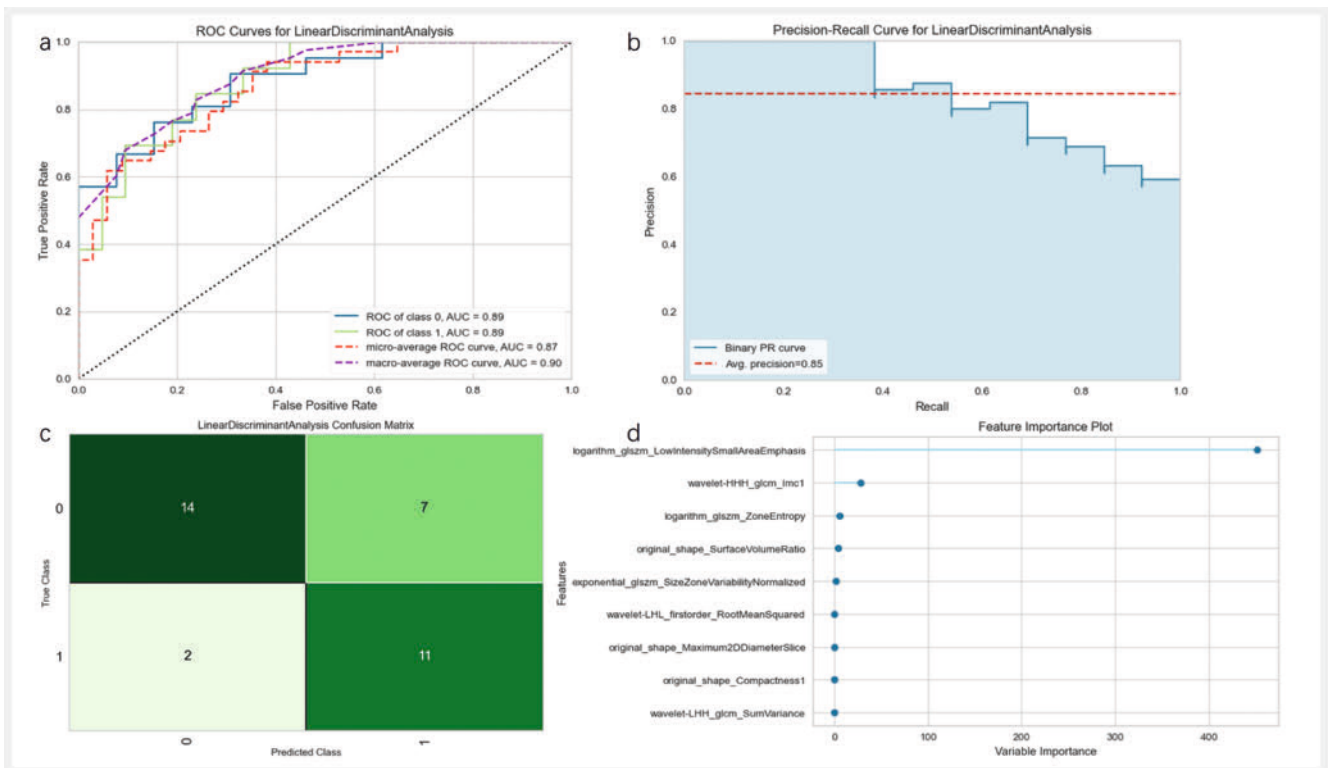 a
ROC Curves for LinearDiscriminantAnalysis
1.0
0.8
0.6
0.4
0.2
0.0
True Positive Rate
ROC of class 0, AUC = 0.89
ROC of class 1, AUC = 0.89
micro-average ROC curve, AUC = 0.87
macro-average ROC curve, AUC = 0.90
0.0 0.2 0.4 0.6 0.8 1.0
False Positive Rate
b
Precision-Recall Curve for LinearDiscriminantAnalysis
1.0
0.8
0.6
0.4
0.2
0.0
Precision
Binary PR curve
Avg. precision=0.85
0.0 0.2 0.4 0.6 0.8 1.0
Recall
c
LinearDiscriminantAnalysis Confusion Matrix
0
14 7
True Class
1
2 11
0 1
Predicted Class
d
Feature Importance Plot
logarithm_glszm_LowIntensitySmallAreaEmphasis
wavelet-HHH_glcm_Imc1
logarithm_glszm_ZoneEntropy
original_shape_SurfaceVolumeRatio
exponential_glszm_SizeZoneVariabilityNormalized
wavelet-LHL_firstorder_RootMeanSquared
original_shape_Maximum2DDiameterSlice
original_shape_Compactness1
wavelet-LHH_glcm_SumVariance
Features
0 100 200 300 400
Variable Importance